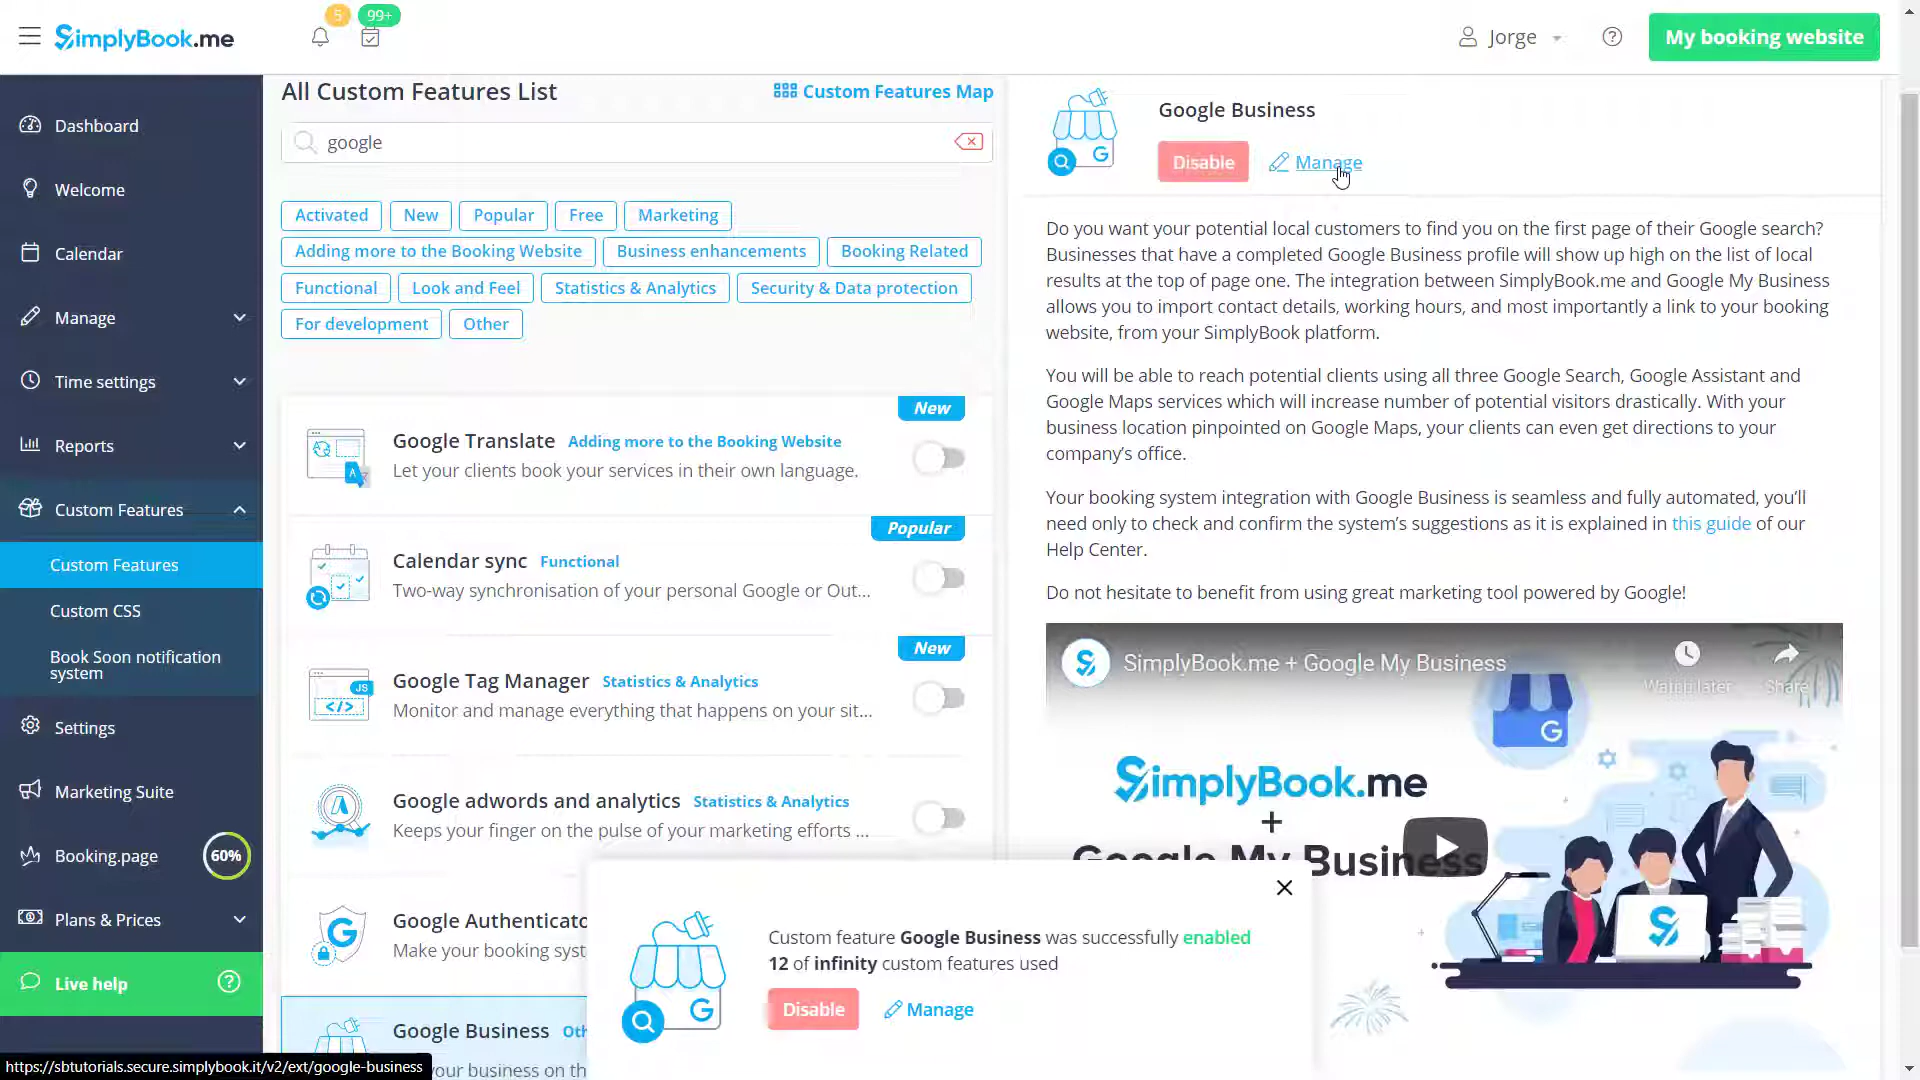 SimplyBook.me
5
99+
Jorge
My booking website
Dashboard
Welcome
Calendar
Manage
Time settings
Reports
Custom Features
Custom Features
Custom CSS
Book Soon notification
system
Settings
Marketing Suite
Booking.page
60%
Plans & Prices
Live help
All Custom Features List
Custom Features Map
google
Activated
New
Popular
Free
Marketing
Adding more to the Booking Website
Business enhancements
Booking Related
Functional
Look and Feel
Statistics & Analytics
Security & Data protection
For development
Other
New
Google Translate Adding more to the Booking Website
Let your clients book your services in their own language.
Popular
Calendar sync Functional
Two-way synchronisation of your personal Google or Out...
New
Google Tag Manager Statistics & Analytics
Monitor and manage everything that happens on your sit...
Google adwords and analytics Statistics & Analytics
Keeps your finger on the pulse of your marketing efforts ...
Google Authenticato
Make your booking syst
Google Business Oth
our business on th
Google Business
Disable
Manage
Do you want your potential local customers to find you on the first page of their Google search?
Businesses that have a completed Google Business profile will show up high on the list of local
results at the top of page one. The integration between SimplyBook.me and Google My Business
allows you to import contact details, working hours, and most importantly a link to your booking
website, from your SimplyBook platform.
You will be able to reach potential clients using all three Google Search, Google Assistant and
Google Maps services which will increase number of potential visitors drastically. With your
business location pinpointed on Google Maps, your clients can even get directions to your
company's office.
Your booking system integration with Google Business is seamless and fully automated, you'll
need only to check and confirm the system's suggestions as it is explained in this guide of our
Help Center.
Do not hesitate to benefit from using great marketing tool powered by Google!
SimplyBook.me + Google My Business
Watch later
Share
SimplyBook.me
+
Google My Business
Custom feature Google Business was successfully enabled
12 of infinity custom features used
Disable
Manage
https://sbtutorials.secure.simplybook.it/v2/ext/google-business